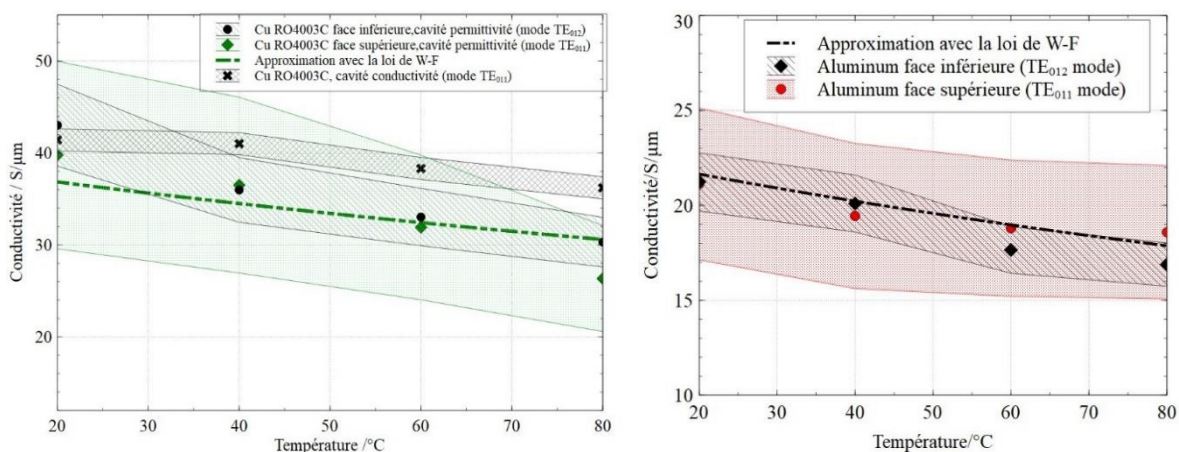 Cu RO4003C face inférieure,cavité permittivité (mode TE₀₁₂)
Cu RO4003C face supérieure,cavité permittivité (mode TE₀₁₁)
Approximation avec la loi de W-F
Cu RO4003C, cavité conductivité (mode TE₀₁₁)
Conductivité / S/µm
50
40
30
20
20 30 40 50 60 70 80
Température /°C
Approximation avec la loi de W-F
Aluminum face inférieure (TE₀₁₂ mode)
Aluminum face supérieure (TE₀₁₁ mode)
Conductivité/S/µm
30
25
20
15
10
20 30 40 50 60 70 80
Température/°C